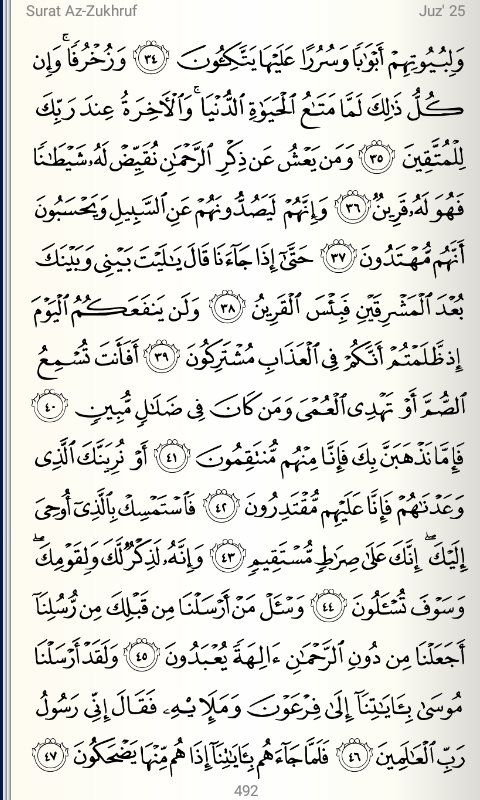 Surat Az-Zukhruf Juz' 25
وَلِبُيُوتِهِمۡ أَبۡوَٰبٗا وَسُرُرًا عَلَيۡهَا يَتَّكِـُٔونَ ٣٤ وَزُخۡرُفٗاۚ وَإِن
كُلُّ ذَٰلِكَ لَمَّا مَتَٰعُ ٱلۡحَيَوٰةِ ٱلدُّنۡيَاۚ وَٱلۡأٓخِرَةُ عِندَ رَبِّكَ
لِلۡمُتَّقِينَ ٣٥ وَمَن يَعۡشُ عَن ذِكۡرِ ٱلرَّحۡمَٰنِ نُقَيِّضۡ لَهُۥ شَيۡطَٰنٗا
فَهُوَ لَهُۥ قَرِينٞ ٣٦ وَإِنَّهُمۡ لَيَصُدُّونَهُمۡ عَنِ ٱلسَّبِيلِ وَيَحۡسَبُونَ
أَنَّهُم مُّهۡتَدُونَ ٣٧ حَتَّىٰٓ إِذَا جَآءَنَا قَالَ يَٰلَيۡتَ بَيۡنِي وَبَيۡنَكَ
بُعۡدَ ٱلۡمَشۡرِقَيۡنِ فَبِئۡسَ ٱلۡقَرِينُ ٣٨ وَلَن يَنفَعَكُمُ ٱلۡيَوۡمَ
إِذ ظَّلَمۡتُمۡ أَنَّكُمۡ فِي ٱلۡعَذَابِ مُشۡتَرِكُونَ ٣٩ أَفَأَنتَ تُسۡمِعُ
ٱلصُّمَّ أَوۡ تَهۡدِي ٱلۡعُمۡيَ وَمَن كَانَ فِي ضَلَٰلٖ مُّبِينٖ ٤٠
فَإِمَّا نَذۡهَبَنَّ بِكَ فَإِنَّا مِنۡهُم مُّنتَقِمُونَ ٤١ أَوۡ نُرِيَنَّكَ ٱلَّذِي
وَعَدۡنَٰهُمۡ فَإِنَّا عَلَيۡهِم مُّقۡتَدِرُونَ ٤٢ فَٱسۡتَمۡسِكۡ بِٱلَّذِيٓ أُوحِيَ
إِلَيۡكَۖ إِنَّكَ عَلَىٰ صِرَٰطٖ مُّسۡتَقِيمٖ ٤٣ وَإِنَّهُۥ لَذِكۡرٞ لَّكَ وَلِقَوۡمِكَۖ
وَسَوۡفَ تُسۡـَٔلُونَ ٤٤ وَسۡـَٔلۡ مَنۡ أَرۡسَلۡنَا مِن قَبۡلِكَ مِن رُّسُلِنَآ
أَجَعَلۡنَا مِن دُونِ ٱلرَّحۡمَٰنِ ءَالِهَةٗ يُعۡبَدُونَ ٤٥ وَلَقَدۡ أَرۡسَلۡنَا
مُوسَىٰ بِـَٔايَٰتِنَآ إِلَىٰ فِرۡعَوۡنَ وَمَلَإِيْهِۦ فَقَالَ إِنِّي رَسُولُ
رَبِّ ٱلۡعَٰلَمِينَ ٤٦ فَلَمَّا جَآءَهُم بِـَٔايَٰتِنَآ إِذَا هُم مِّنۡهَا يَضۡحَكُونَ ٤٧
492